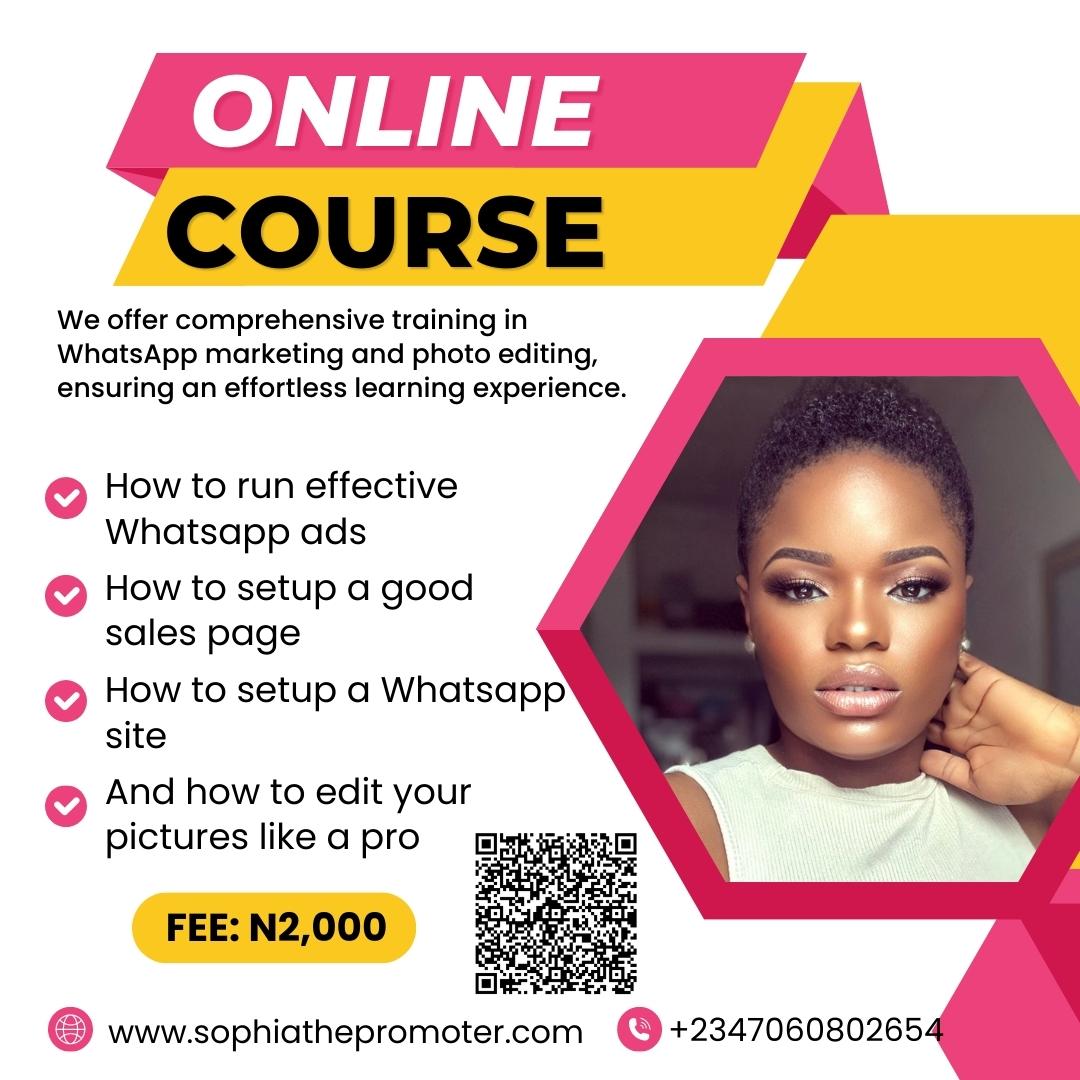 ONLINE
COURSE
We offer comprehensive training in
WhatsApp marketing and photo editing,
ensuring an effortless learning experience.
How to run effective
Whatsapp ads
How to setup a good
sales page
How to setup a Whatsapp
site
And how to edit your
pictures like a pro
FEE: N2,000
www.sophiathepromoter.com
+2347060802654